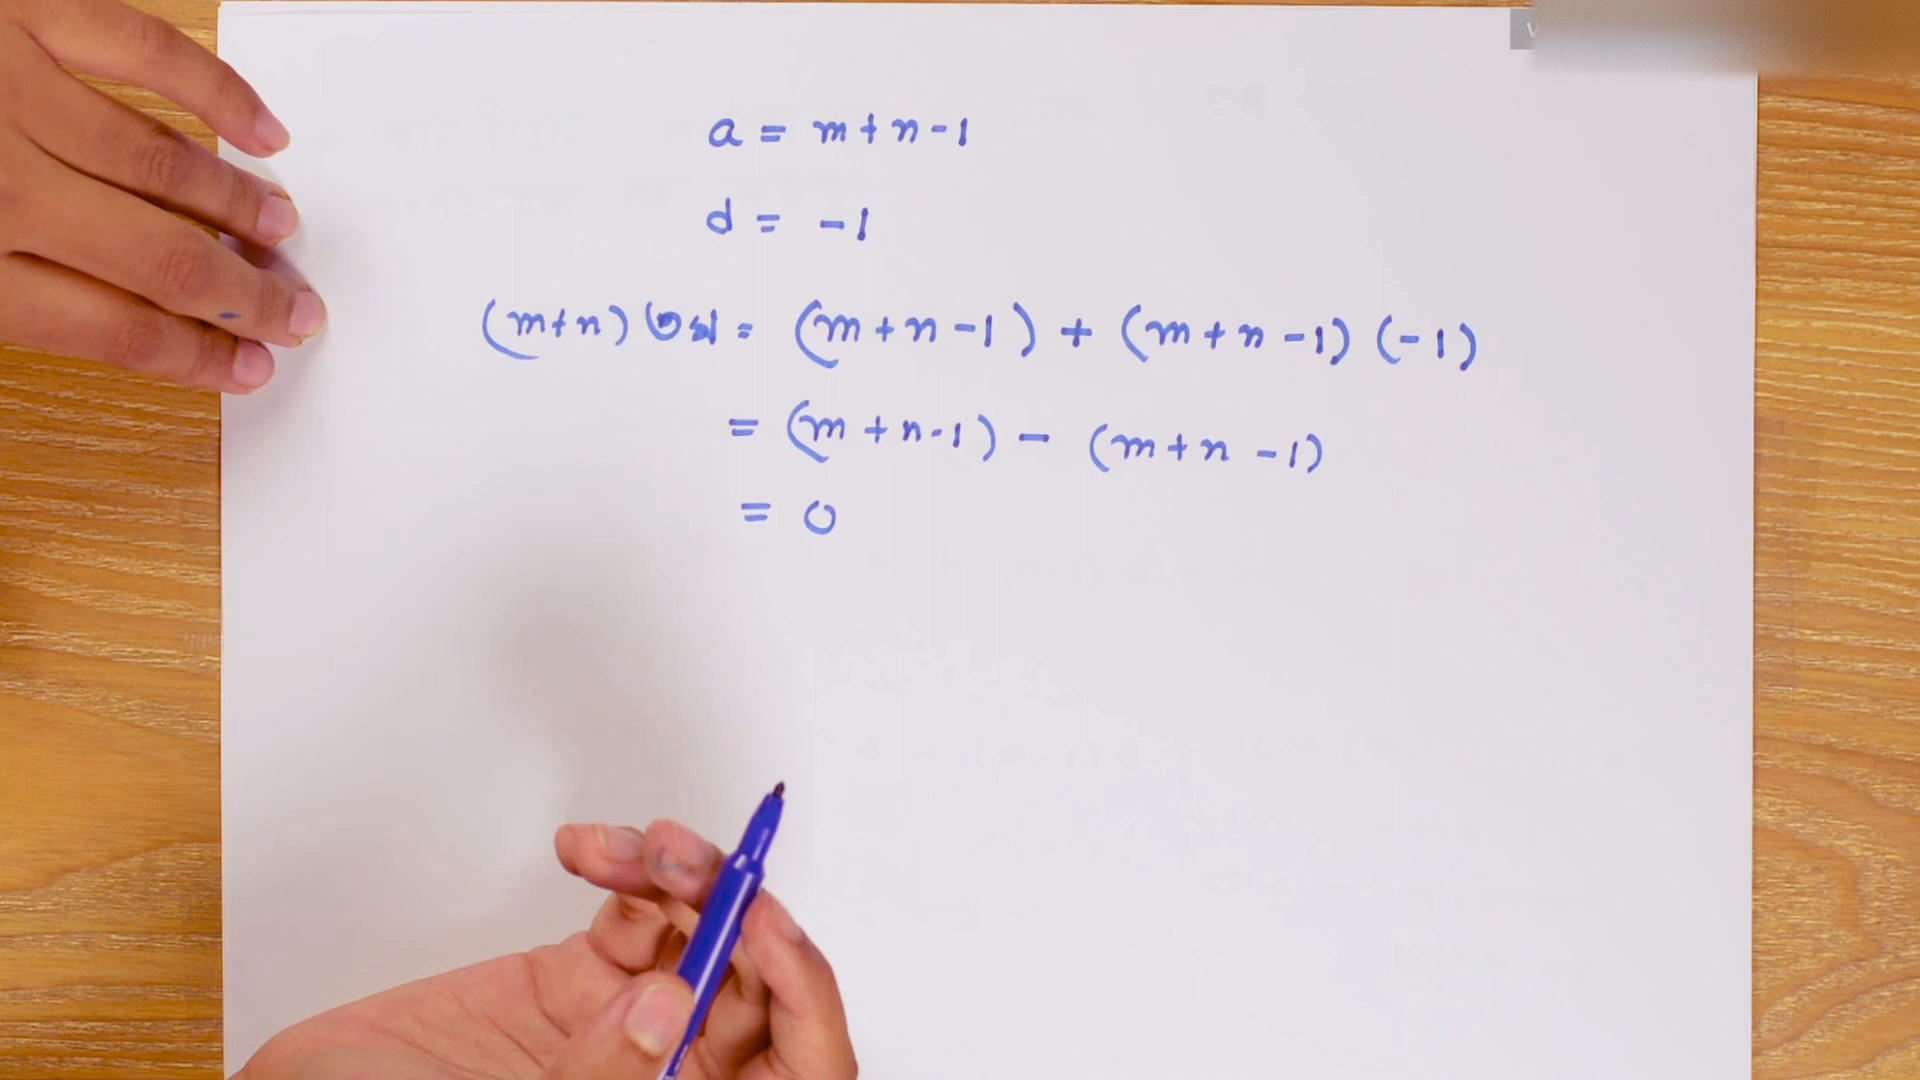 a = m+n-1
d = -1
(m+n) তম = (m+n-1) + (m+n-1) (-1)
= (m+n-1) - (m+n-1)
= 0